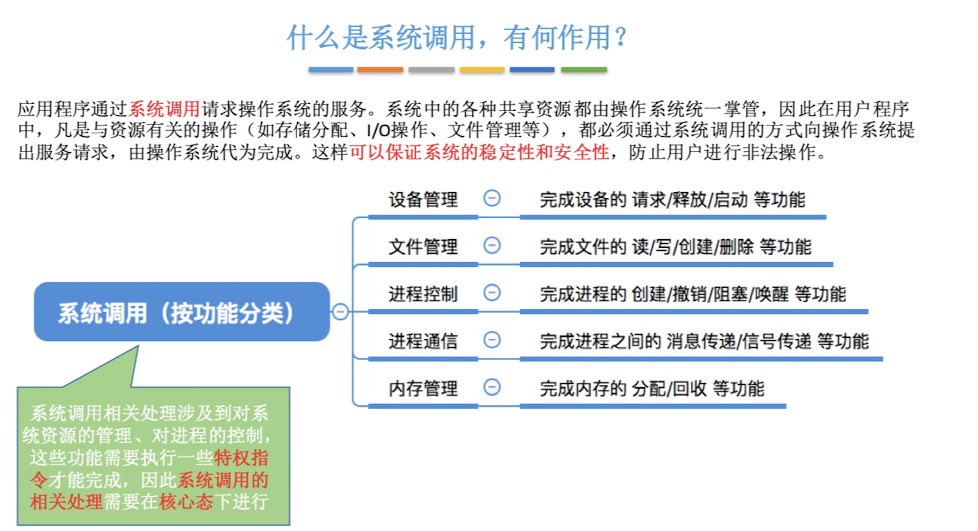 什么是系统调用，有何作用？
应用程序通过系统调用请求操作系统的服务。系统中的各种共享资源都由操作系统统一掌管，因此在用户程序
中，凡是与资源有关的操作（如存储分配、I/O操作、文件管理等），都必须通过系统调用的方式向操作系统提
出服务请求，由操作系统代为完成。这样可以保证系统的稳定性和安全性，防止用户进行非法操作。
设备管理 完成设备的 请求/释放/启动 等功能
文件管理 完成文件的 读/写/创建/删除 等功能
系统调用（按功能分类）
进程控制 完成进程的 创建/撤销/阻塞/唤醒 等功能
进程通信 完成进程之间的 消息传递/信号传递 等功能
内存管理 完成内存的 分配/回收 等功能
系统调用相关处理涉及到对系
统资源的管理、对进程的控制，
这些功能需要执行一些特权指
令才能完成，因此系统调用的
相关处理需要在核心态下进行